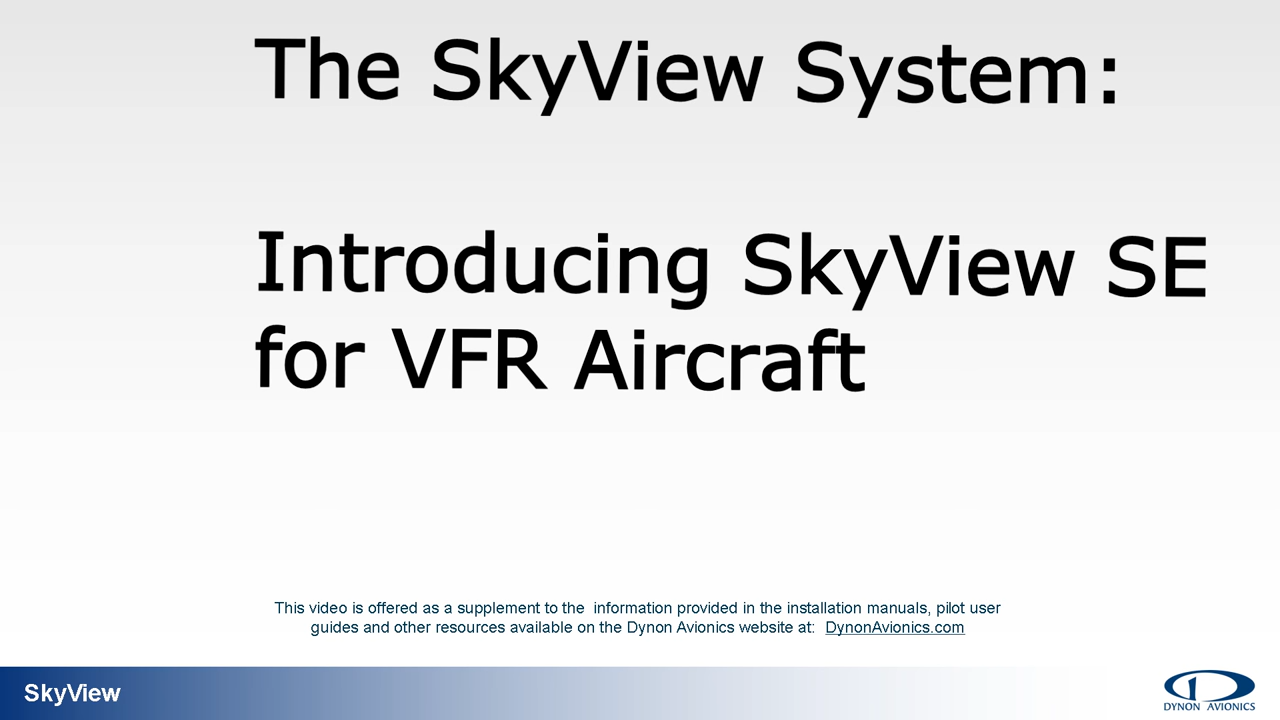 The SkyView System:
Introducing SkyView SE
for VFR Aircraft
This video is offered as a supplement to the  information provided in the installation manuals, pilot user
guides and other resources available on the Dynon Avionics website at:  DynonAvionics.com
SkyView
DYNON AVIONICS